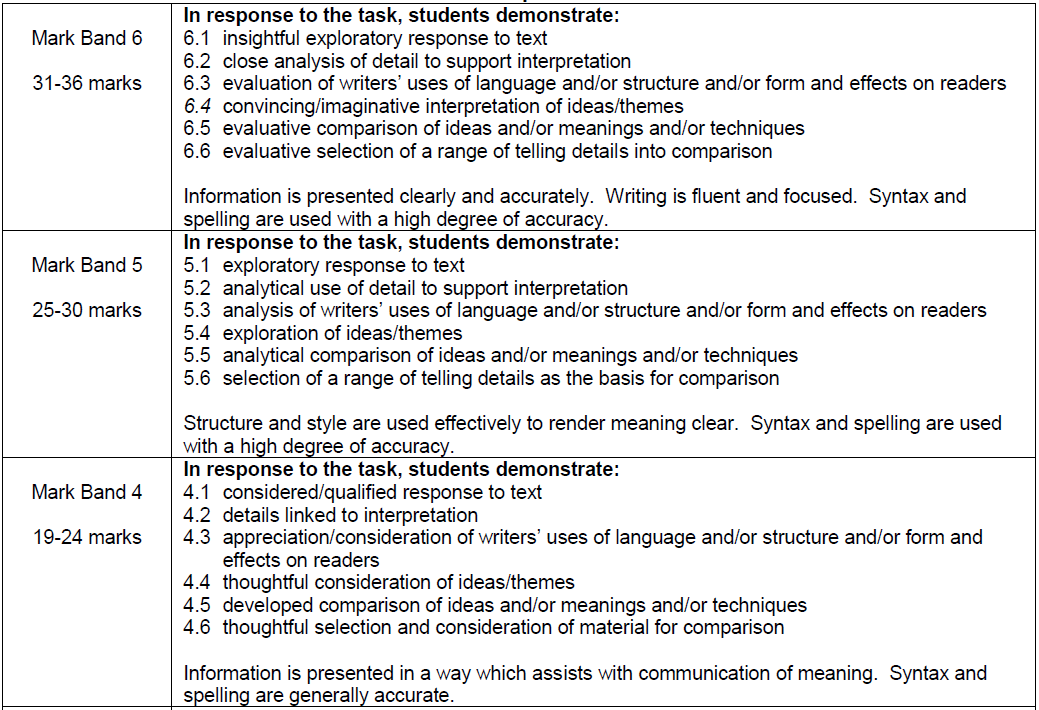 In response to the task, students demonstrate:
Mark Band 6
6.1 insightful exploratory response to text
6.2 close analysis of detail to support interpretation
31-36 marks
6.3 evaluation of writers' uses of language and/or structure and/or form and effects on readers
6.4 convincing/imaginative interpretation of ideas/themes
6.5 evaluative comparison of ideas and/or meanings and/or techniques
6.6 evaluative selection of a range of telling details into comparison
Information is presented clearly and accurately. Writing is fluent and focused. Syntax and
spelling are used with a high degree of accuracy.
In response to the task, students demonstrate:
Mark Band 5
5.1 exploratory response to text
5.2 analytical use of detail to support interpretation
25-30 marks
5.3 analysis of writers' uses of language and/or structure and/or form and effects on readers
5.4 exploration of ideas/themes
5.5 analytical comparison of ideas and/or meanings and/or techniques
5.6 selection of a range of telling details as the basis for comparison
Structure and style are used effectively to render meaning clear. Syntax and spelling are used
with a high degree of accuracy.
In response to the task, students demonstrate:
Mark Band 4
4.1 considered/qualified response to text
4.2 details linked to interpretation
19-24 marks
4.3 appreciation/consideration of writers' uses of language and/or structure and/or form and
effects on readers
4.4 thoughtful consideration of ideas/themes
4.5 developed comparison of ideas and/or meanings and/or techniques
4.6 thoughtful selection and consideration of material for comparison
Information is presented in a way which assists with communication of meaning. Syntax and
spelling are generally accurate.